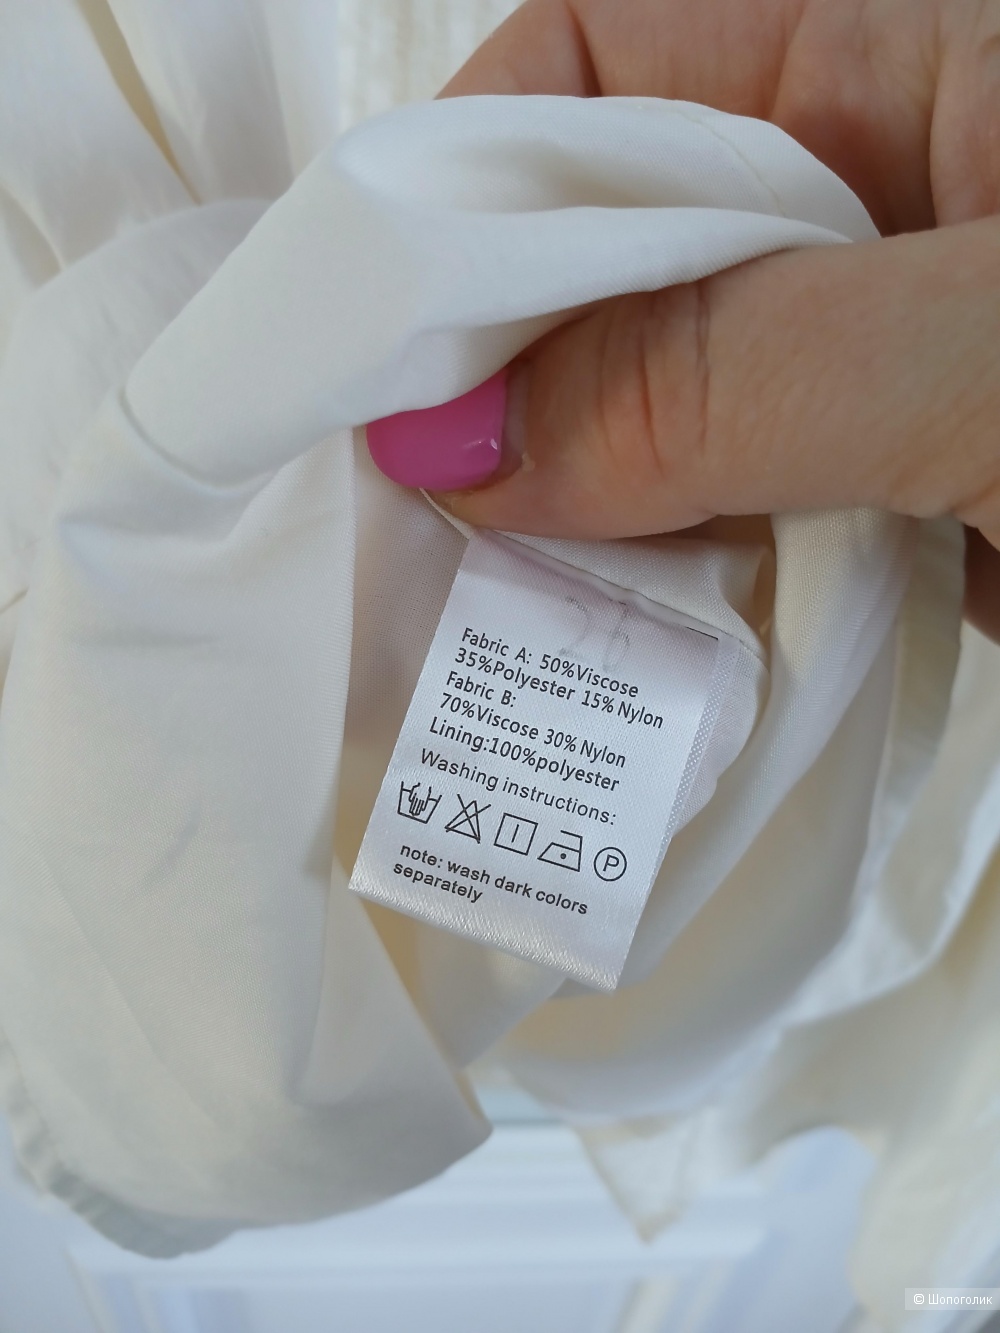 Fabric A: 50%Viscose
35%Polyester 15% Nylon
Fabric B:
70%Viscose 30% Nylon
Lining:100%polyester
Washing instructions:
P
note: wash dark colors
separately
© Шопоголик